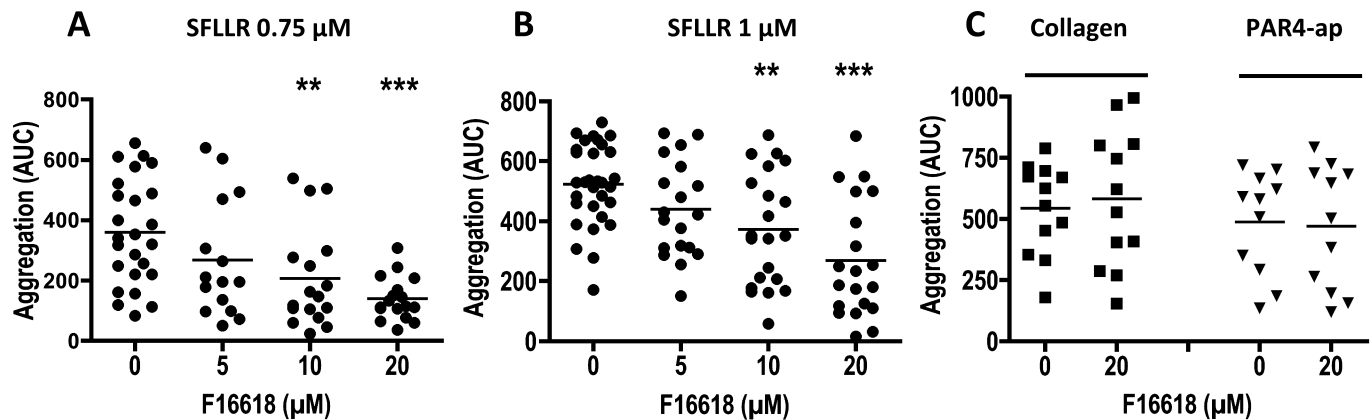 A
SFLLR 0.75 µM
** ***
800
600
400
200
0
Aggregation (AUC)
0 5 10 20
F16618 (µM)
B
SFLLR 1 µM
** ***
800
600
400
200
0
Aggregation (AUC)
0 5 10 20
F16618 (µM)
C
Collagen PAR4-ap
1000
750
500
250
0
Aggregation (AUC)
0 20 0 20
F16618 (µM)